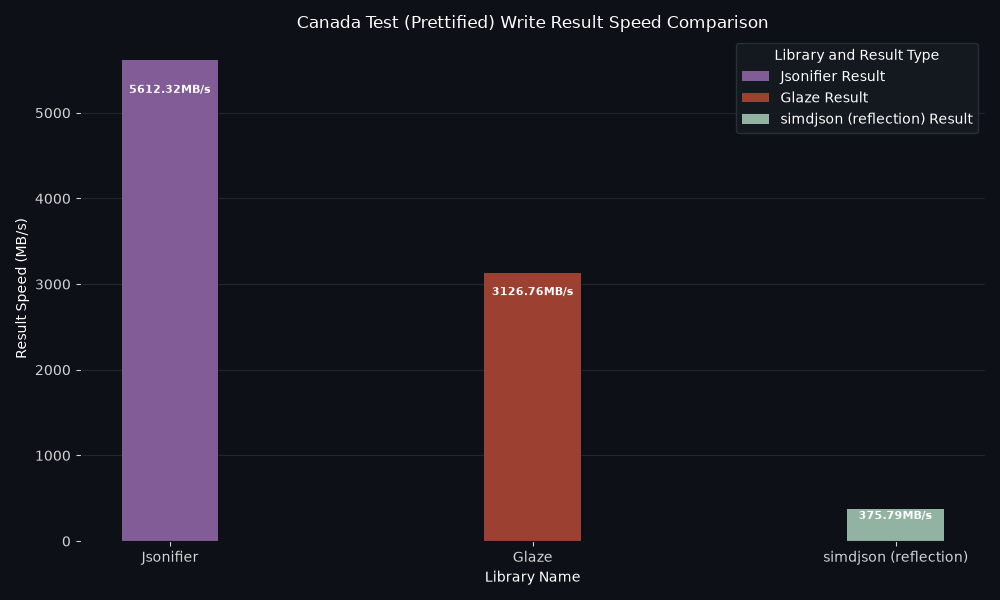 Canada Test (Prettified) Write Result Speed Comparison
Library and Result Type
Jsonifier Result
Glaze Result
simdjson (reflection) Result
5612.32MB/s
3126.76MB/s
375.79MB/s
Result Speed (MB/s)
5000
4000
3000
2000
1000
0
Jsonifier
Glaze
simdjson (reflection)
Library Name